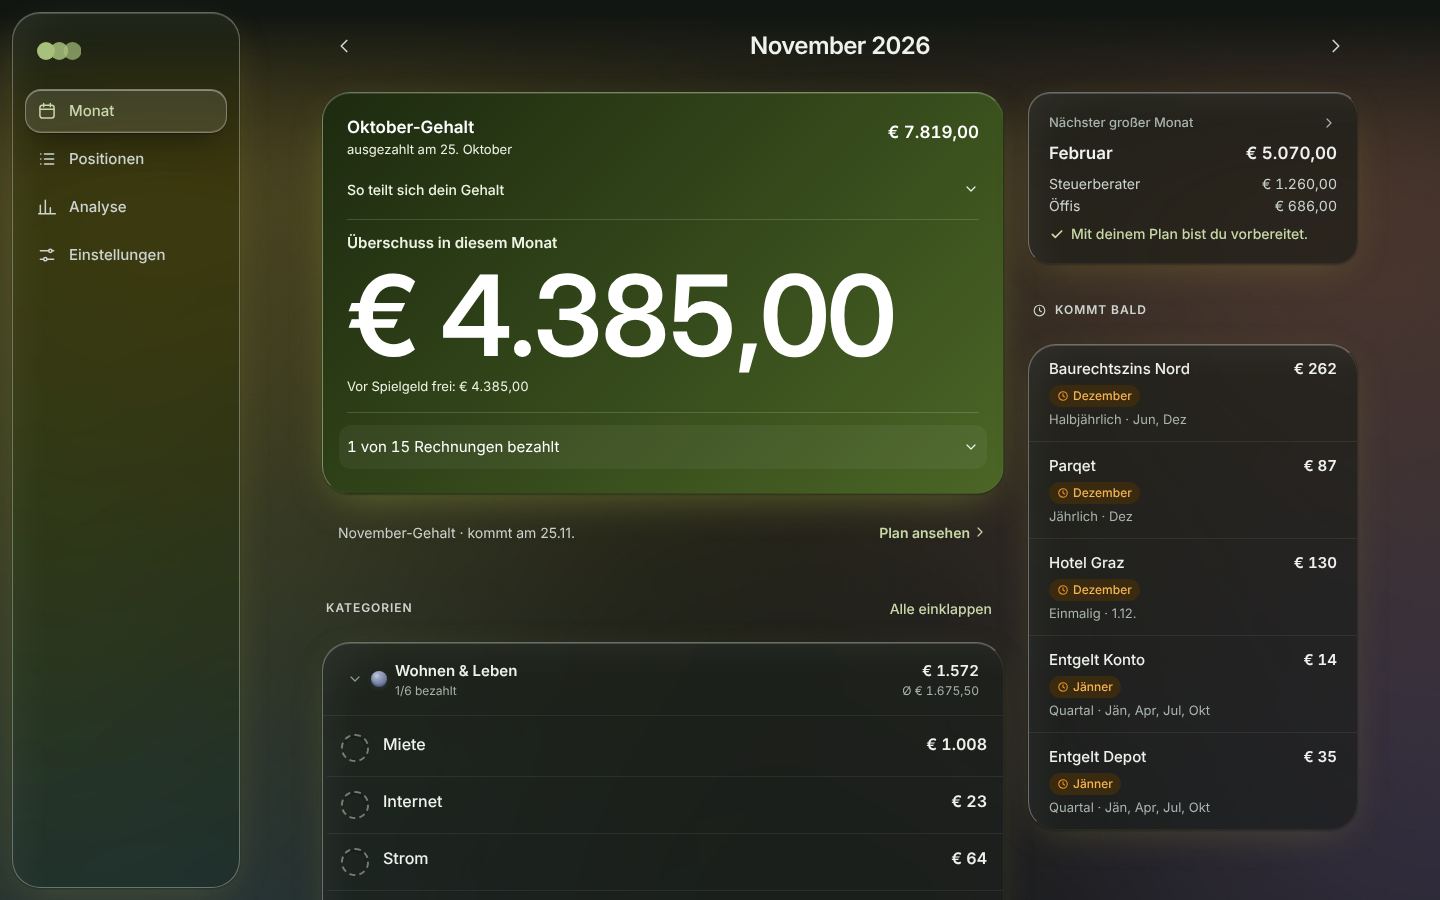 Monat
Positionen
Analyse
Einstellungen
November 2026
Oktober-Gehalt
€ 7.819,00
ausgezahlt am 25. Oktober
So teilt sich dein Gehalt
Überschuss in diesem Monat
€ 4.385,00
Vor Spielgeld frei: € 4.385,00
1 von 15 Rechnungen bezahlt
November-Gehalt · kommt am 25.11.
Plan ansehen
KATEGORIEN
Alle einklappen
Wohnen & Leben
€ 1.572
1/6 bezahlt
Ø € 1.675,50
Miete
€ 1.008
Internet
€ 23
Strom
€ 64
Nächster großer Monat
Februar
€ 5.070,00
Steuerberater
€ 1.260,00
Öffis
€ 686,00
Mit deinem Plan bist du vorbereitet.
KOMMT BALD
Baurechtszins Nord
€ 262
Dezember
Halbjährlich · Jun, Dez
Parqet
€ 87
Dezember
Jährlich · Dez
Hotel Graz
€ 130
Dezember
Einmalig · 1.12.
Entgelt Konto
€ 14
Jänner
Quartal · Jän, Apr, Jul, Okt
Entgelt Depot
€ 35
Jänner
Quartal · Jän, Apr, Jul, Okt